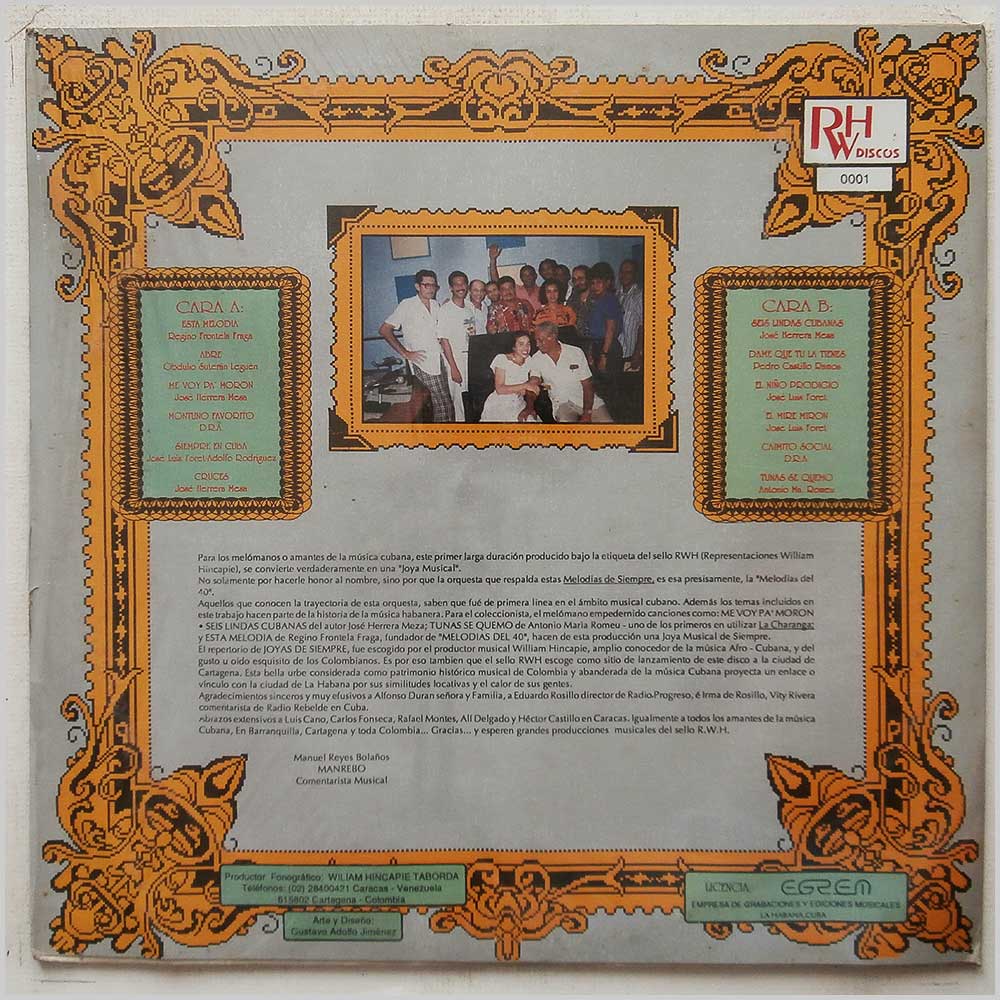 RWH
DISCOS
0001
CARA A:
ESTA MELODIA
Regino Frontela Fraga
ABRE
Obdulio Suterán Leguén
ME VOY PA' MORON
José Herrera Mesa
MONTUNO FAVORITO
D.R.A
SIEMPRE EN CUBA
José Luis Foret-Adolfo Rodríguez
CRUCES
José Herrera Mesa
CARA B:
SEIS LINDAS CUBANAS
José Herrera Mesa
DAME QUE TU LA TIENES
Pedro Castillo Ramos
EL NIÑO PRODIGIO
José Luis Foret
EL MIRE MIRON
José Luis Foret
CAIMITO SOCIAL
D.R.A.
TUNAS SE QUEMO
Antonio Ma. Romeu
Para los melómanos o amantes de la música cubana, este primer larga duración producido bajo la etiqueta del sello RWH (Representaciones William
Hincapie), se convierte verdaderamente en una "Joya Musical".
No solamente por hacerle honor al nombre, sino por que la orquesta que respalda estas Melodias de Siempre, es esa presisamente, la "Melodías del
40".
Aquellos que conocen la trayectoria de esta orquesta, saben que fué de primera linea en el ámbito musical cubano. Además los temas incluidos en
este trabajo hacen parte de la historia de la música habanera. Para el coleccionista, el melómano empedernido canciones como: ME VOY PA' MORON
• SEIS LINDAS CUBANAS del autor José Herrera Meza; TUNAS SE QUEMO de Antonio Maria Romeu - uno de los primeros en utilizar La Charanga;
y ESTA MELODIA de Regino Frontela Fraga, fundador de "MELODIAS DEL 40", hacen de esta producción una Joya Musical de Siempre.
El repertorio de JOYAS DE SIEMPRE, fue escogido por el productor musical William Hincapie, amplio conocedor de la música Afro - Cubana, y del
gusto u oido esquisito de los Colombianos. Es por eso tambien que el sello RWH escoge como sitio de lanzamiento de este disco a la ciudad de
Cartagena. Esta bella urbe considerada como patrimonio histórico musical de Colombia y abanderada de la música Cubana proyecta un enlace o
vínculo con la ciudad de La Habana por sus similitudes locativas y el calor de sus gentes.
Agradecimientos sinceros y muy efusivos a Alfonso Duran señora y Familia, a Eduardo Rosillo director de Radio-Progreso, é Irma de Rosillo, Vity Rivera
comentarista de Radio Rebelde en Cuba.
Abrazos extensivos a Luis Cano, Carlos Fonseca, Rafael Montes, Alí Delgado y Héctor Castillo en Caracas. Igualmente a todos los amantes de la música
Cubana, En Barranquilla, Cartagena y toda Colombia... Gracias... y esperen grandes producciones musicales del sello R.W.H.
Manuel Reyes Bolaños
MANREBO
Comentarista Musical
Productor Fonográfico: WILIAM HINCAPIE TABORDA
Teléfonos: (02) 28400421 Caracas - Venezuela
615802 Cartagena - Colombia
Arte y Diseño:
Gustavo Adolfo Jiménez
LICENCIA: EGREM
EMPRESA DE GRABACIONES Y EDICIONES MUSICALES
LA HABANA, CUBA